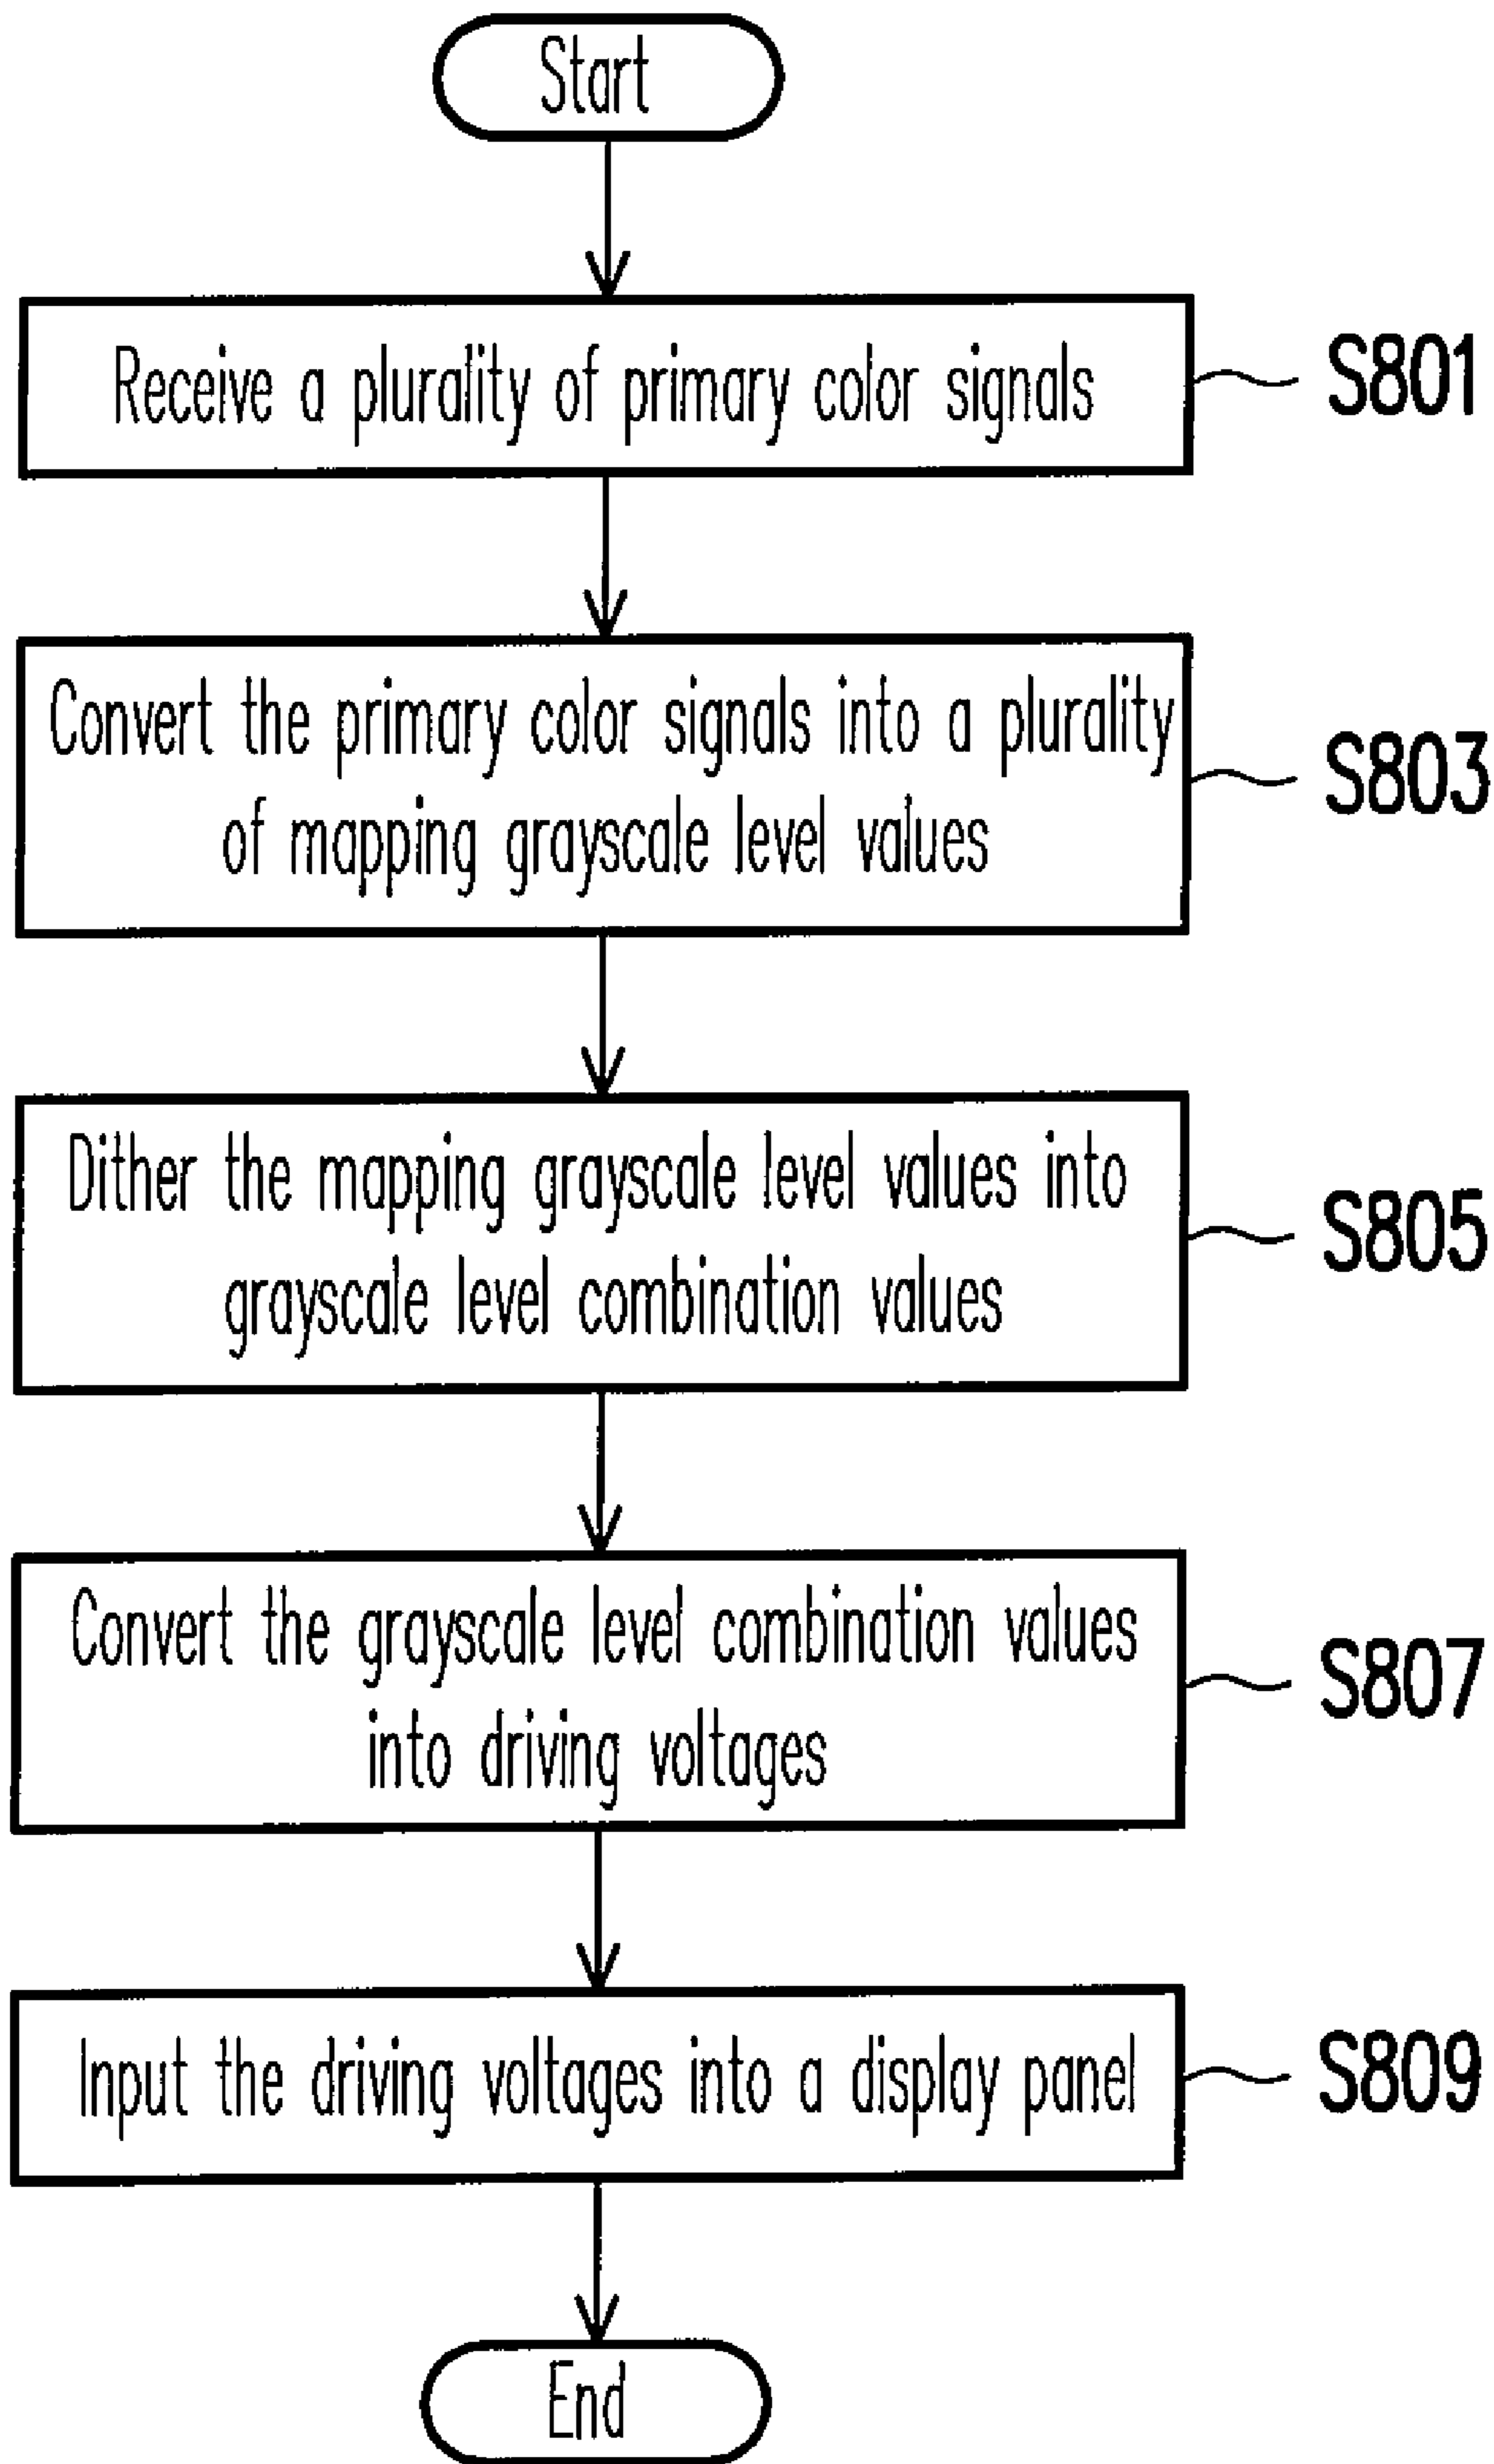 Start
Receive a plurality of primary color signals
S801
Convert the primary color signals into a plurality
of mapping grayscale level values
S803
Dither the mapping grayscale level values into
grayscale level combination values
S805
Convert the grayscale level combination values
into driving voltages
S807
Input the driving voltages into a display panel
S809
End